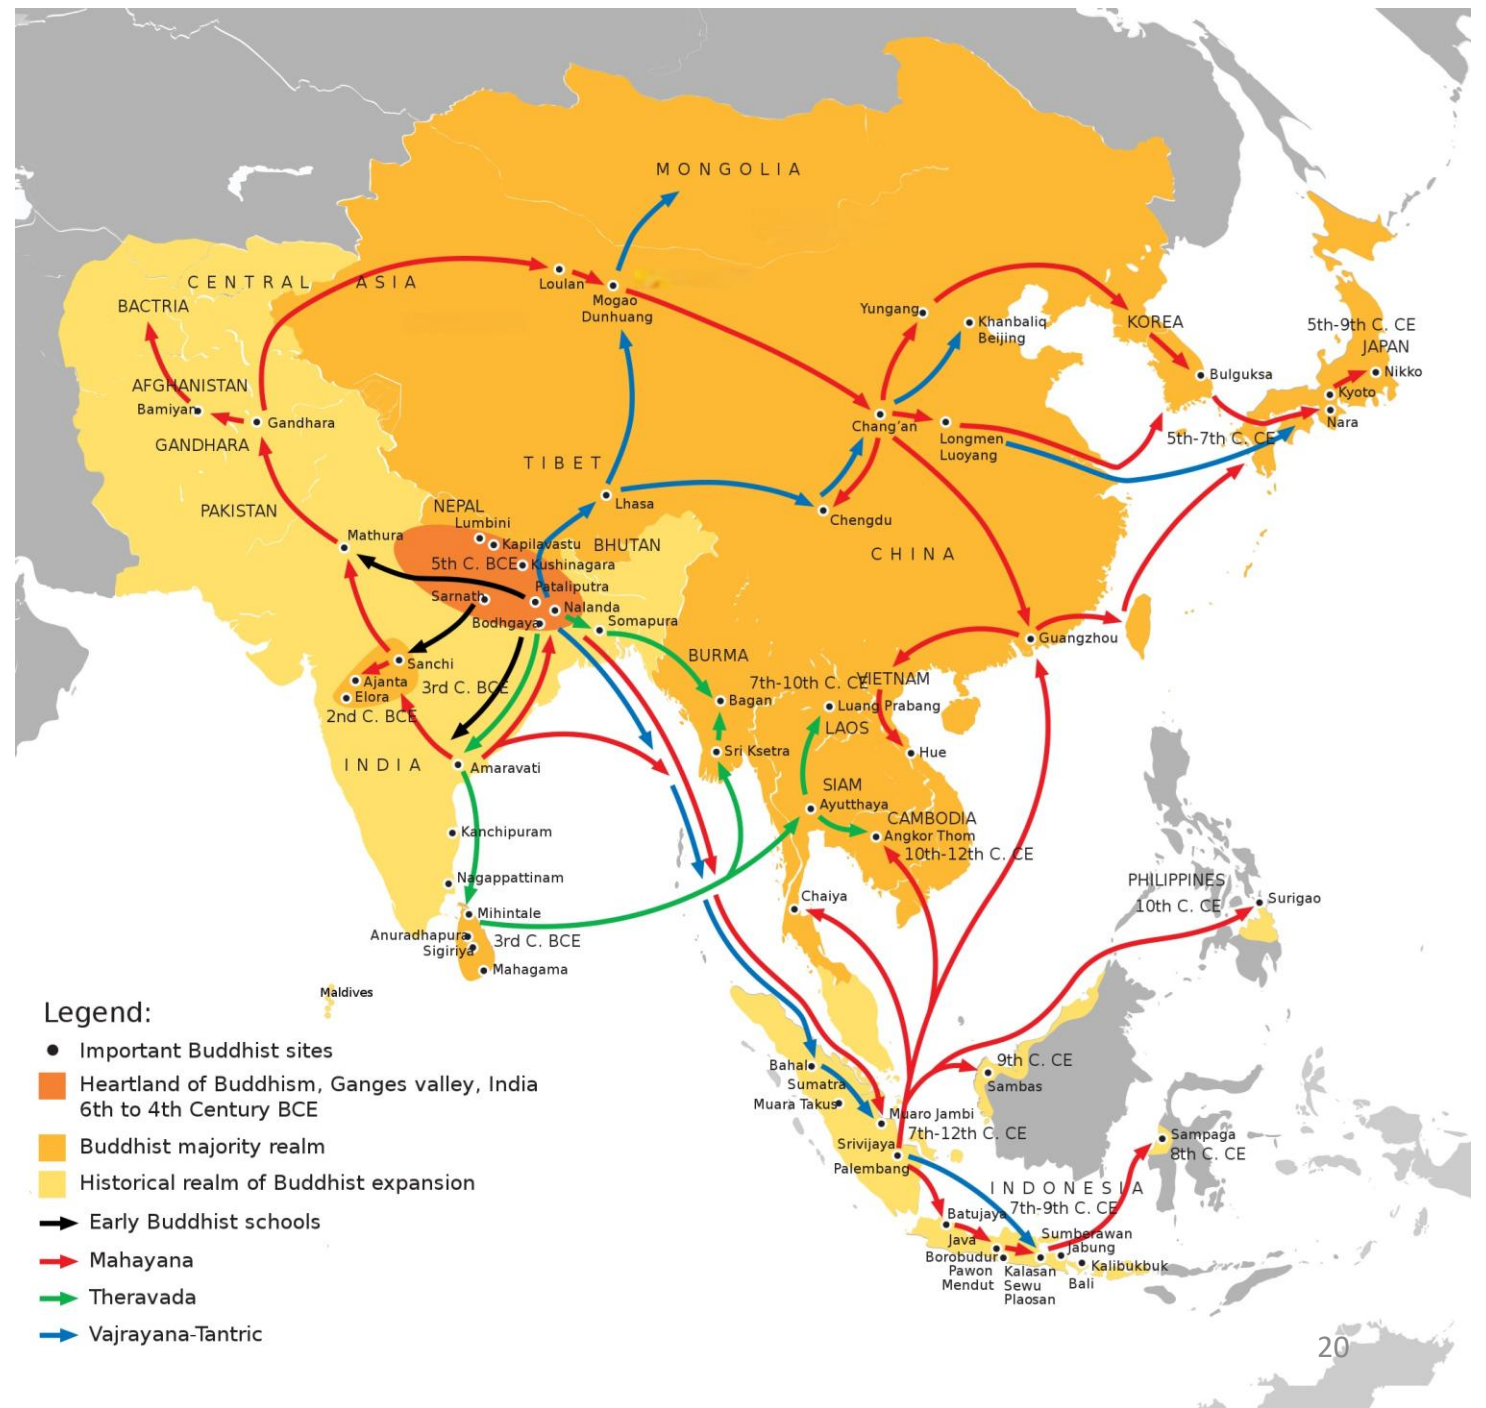 MONGOLIA
CENTRAL ASIA
BACTRIA
Loulan
Mogao
Dunhuang
Yungang
Khanbaliq
Beijing
KOREA
5th-9th C. CE
JAPAN
Nikko
Kyoto
Nara
Bulguksa
AFGHANISTAN
Bamiyan
Gandhara
GANDHARA
Chang'an
Longmen
Luoyang
5th-7th C. CE
TIBET
Lhasa
Chengdu
PAKISTAN
NEPAL
Lumbini
Mathura
Kapilavastu
BHUTAN
5th C. BCE
Kushinagara
CHINA
Pataliputra
Sarnath
Nalanda
Bodhgaya
Somapura
Guangzhou
BURMA
Sanchi
Ajanta
3rd C. BCE
Elora
2nd C. BCE
7th-10th C. CE
VIETNAM
Bagan
Luang Prabang
LAOS
Sri Ksetra
Hue
INDIA
Amaravati
SIAM
Ayutthaya
CAMBODIA
Angkor Thom
10th-12th C. CE
Kanchipuram
Nagappattinam
Chaiya
PHILIPPINES
10th C. CE
Surigao
Mihintale
Anuradhapura
3rd C. BCE
Sigiriya
Mahagama
Maldives
Legend:
Important Buddhist sites
Heartland of Buddhism, Ganges valley, India
6th to 4th Century BCE
Buddhist majority realm
Historical realm of Buddhist expansion
Early Buddhist schools
Mahayana
Theravada
Vajrayana-Tantric
Bahal
Sumatra
Muara Takus
9th C. CE
Sambas
Muaro Jambi
7th-12th C. CE
Srivijaya
Palembang
Sampaga
8th C. CE
INDONESIA
7th-9th C. CE
Batujaya
Java
Sumberawan
Jabung
Borobudur
Pawon
Mendut
Kalasan
Sewu
Plaosan
Kalibukbuk
Bali
20